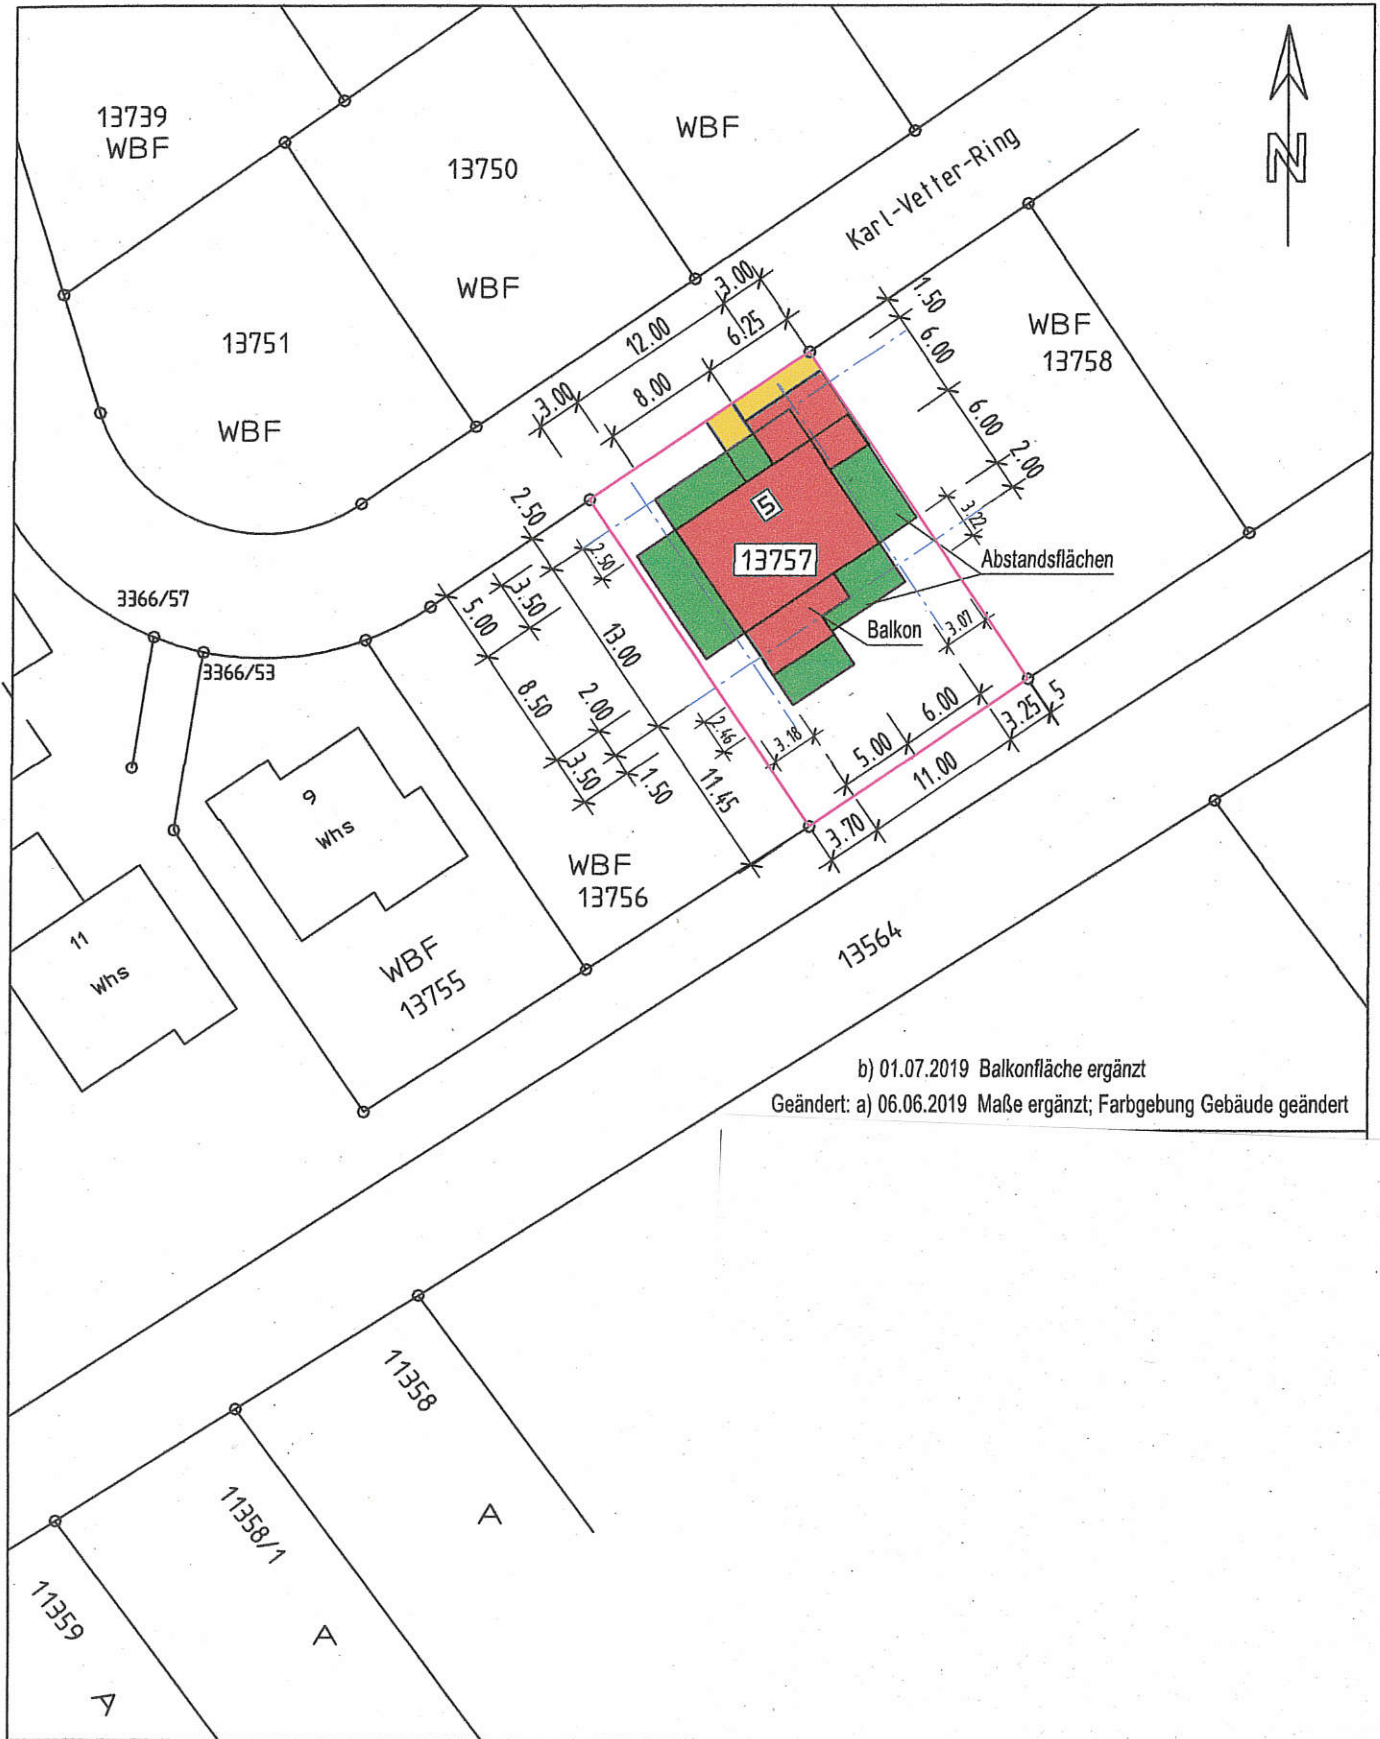 13739
WBF
13750
WBF
Karl-Vetter-Ring
N
WBF
13751
WBF
WBF
13758
3.00
12.00
3.00
6.25
8.00
1.50
6.00
6.00
2.00
3.22
2.50
2.50
5
13757
Abstandsflächen
Balkon
3.07
3366/57
3366/53
5.00
3.50
13.00
8.50
2.00
3.50
1.50
11.45
2.46
3.18
5.00
6.00
3.25
5
11.00
3.70
9
Whs
WBF
13756
11
Whs
WBF
13755
13564
b) 01.07.2019 Balkonfläche ergänzt
Geändert: a) 06.06.2019 Maße ergänzt; Farbgebung Gebäude geändert
11358
A
11358/1
A
11359
A